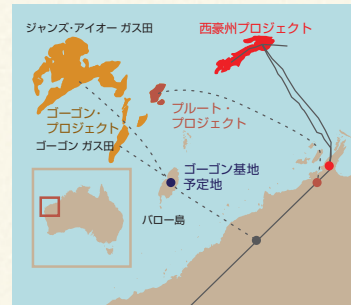 ジャンズ・アイオー ガス田
西豪州プロジェクト
ゴーゴン・
プロジェクト
プルート・
プロジェクト
ゴーゴン ガス田
ゴーゴン基地
予定地
バロー島